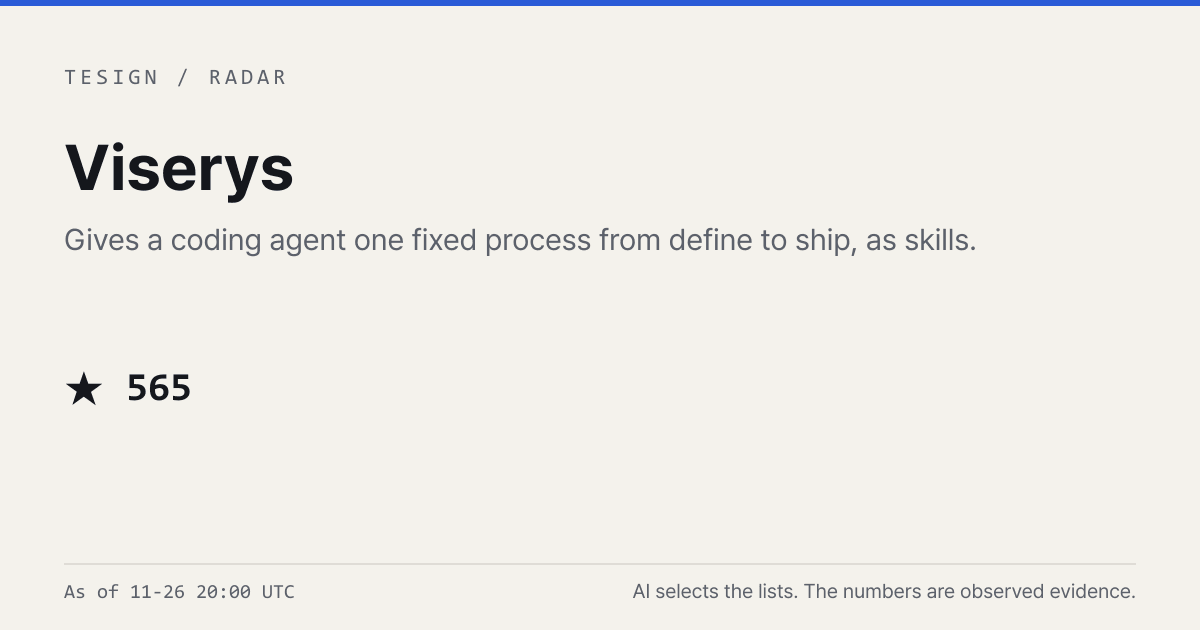 TESIGN / RADAR
Viserys
Gives a coding agent one fixed process from define to ship, as skills.
★ 565
As of 11-26 20:00 UTC
AI selects the lists. The numbers are observed evidence.